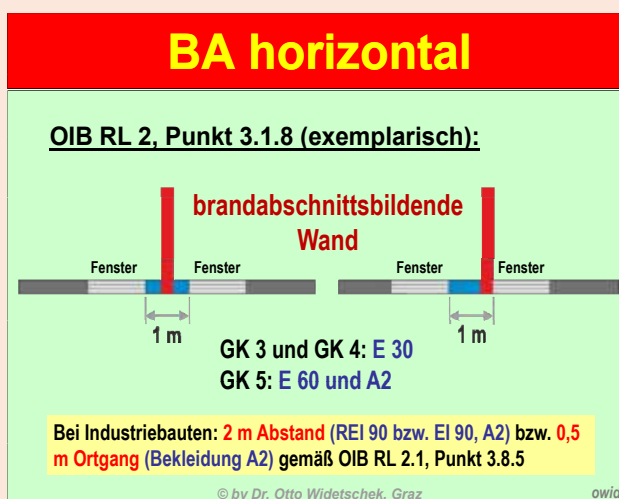 BA horizontal
OIB RL 2, Punkt 3.1.8 (exemplarisch):
brandabschnittsbildende
Wand
Fenster Fenster Fenster Fenster
1 m 1 m
GK 3 und GK 4: E 30
GK 5: E 60 und A2
Bei Industriebauten: 2 m Abstand (REI 90 bzw. EI 90, A2) bzw. 0,5
m Ortgang (Bekleidung A2) gemäß OIB RL 2.1, Punkt 3.8.5
© by Dr. Otto Widetschek, Graz owid